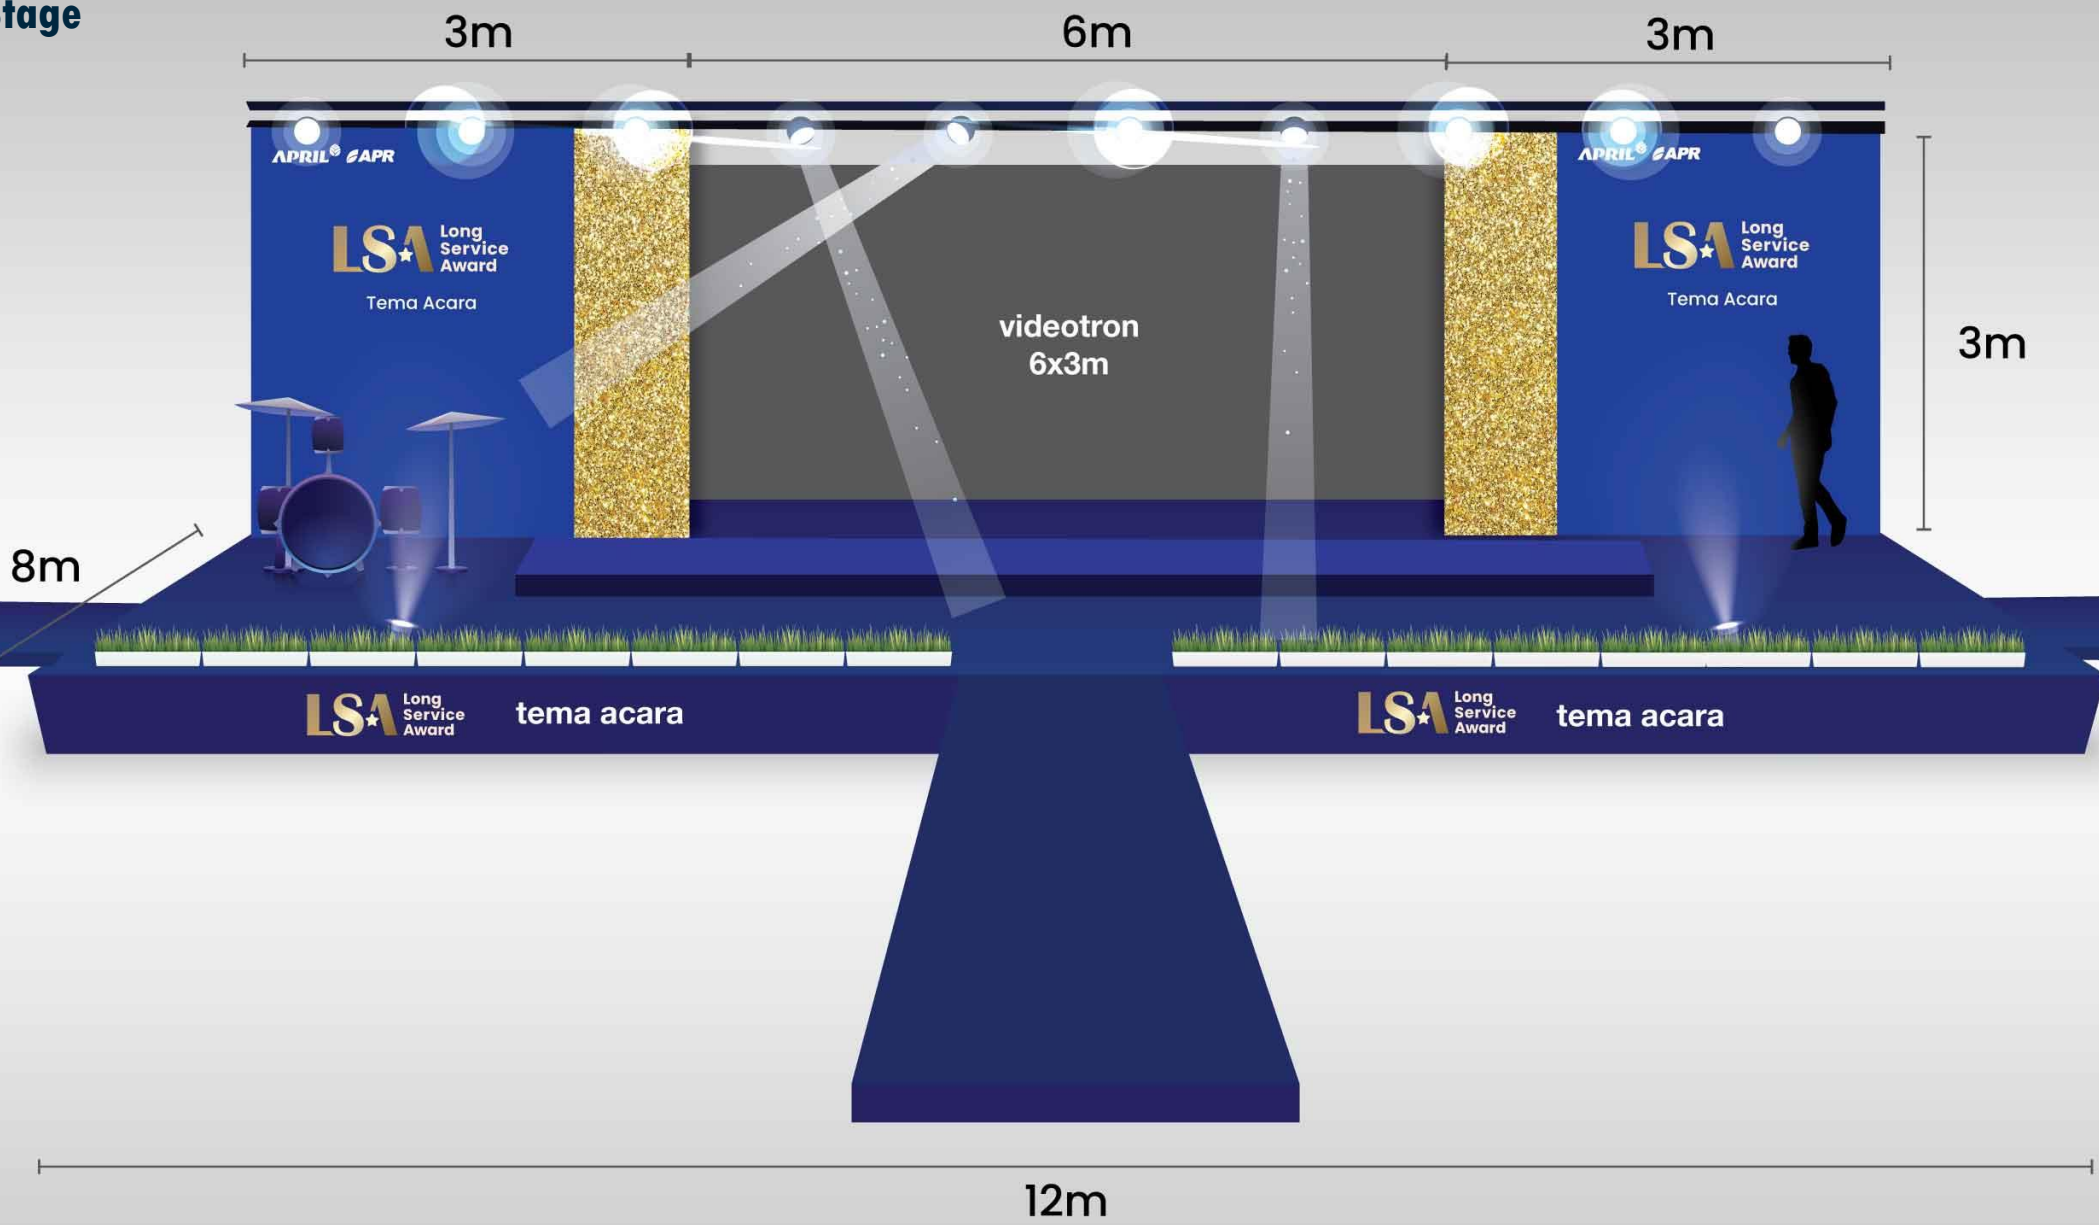 tage
3m 6m 3m
APRIL APR
APRIL APR
LSA Long
Service
Award
Tema Acara
LSA Long
Service
Award
Tema Acara
videotron
6x3m
3m
8m
LSA Long
Service
Award
tema acara
LSA Long
Service
Award
tema acara
12m